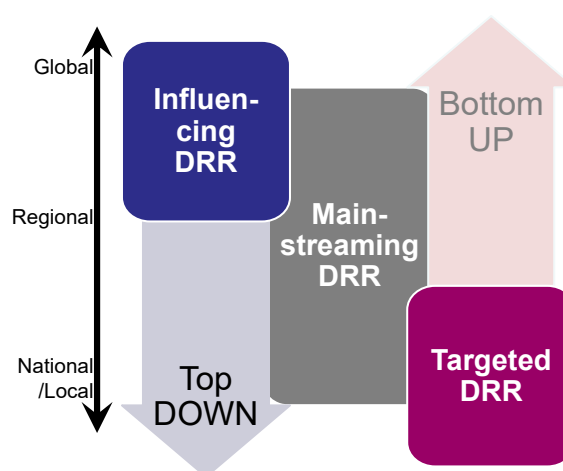 Global
Influen-
cing
DRR
Bottom
UP
Regional
Main-
streaming
DRR
National
/Local
Top
DOWN
Targeted
DRR